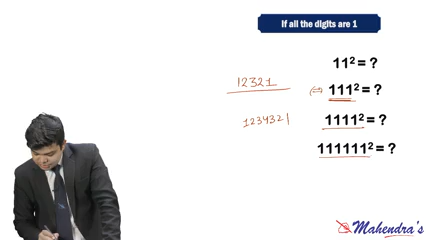 If all the digits are 1
11² = ?
12321
(⇒) 111² = ?
1234321
1111² = ?
111111² = ?
Mahendra's